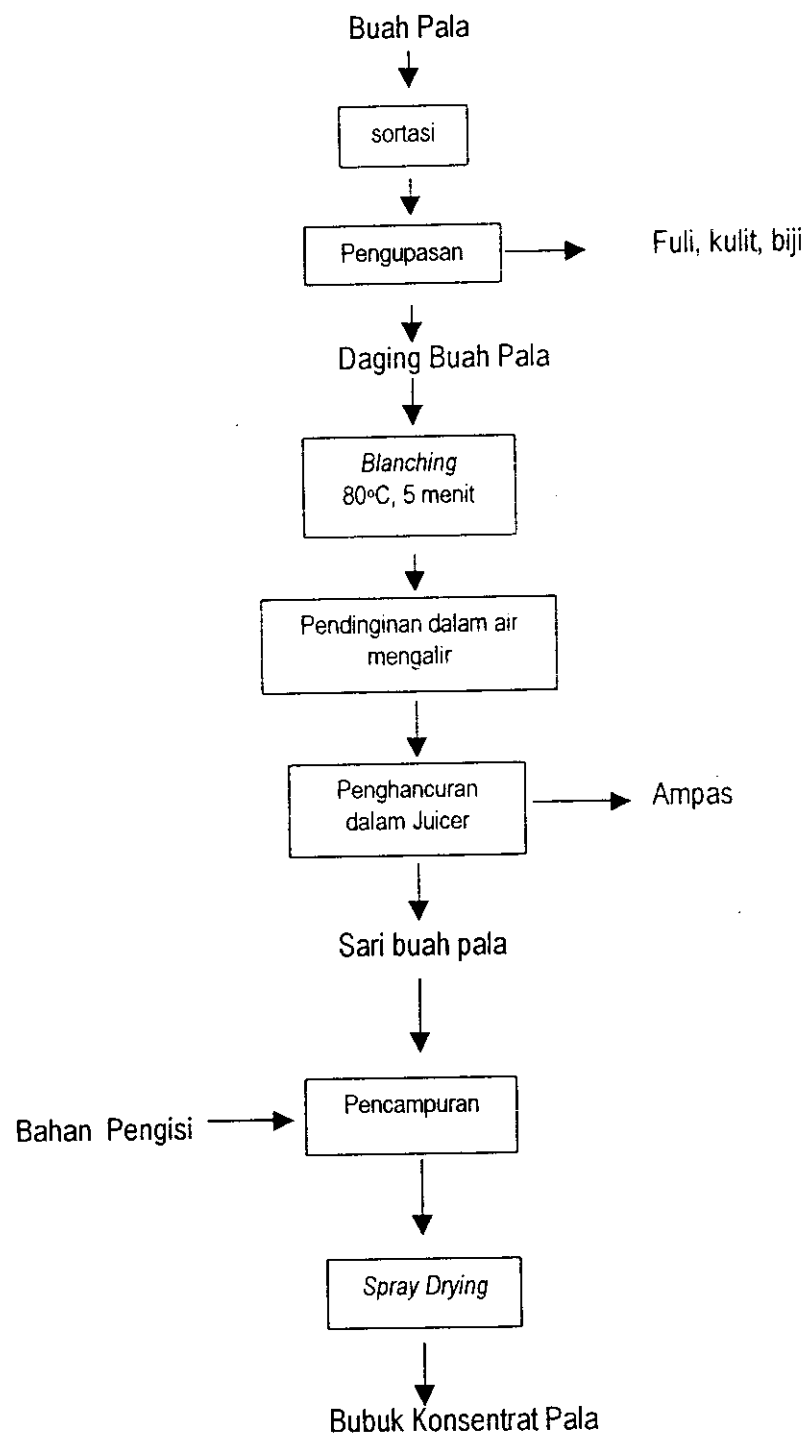 Buah Pala
sortasi
Pengupasan
Fuli, kulit, biji
Daging Buah Pala
Blanching
80°C, 5 menit
Pendinginan dalam air
mengalir
Penghancuran
dalam Juicer
Ampas
Sari buah pala
Pencampuran
Bahan Pengisi
Spray Drying
Bubuk Konsentrat Pala